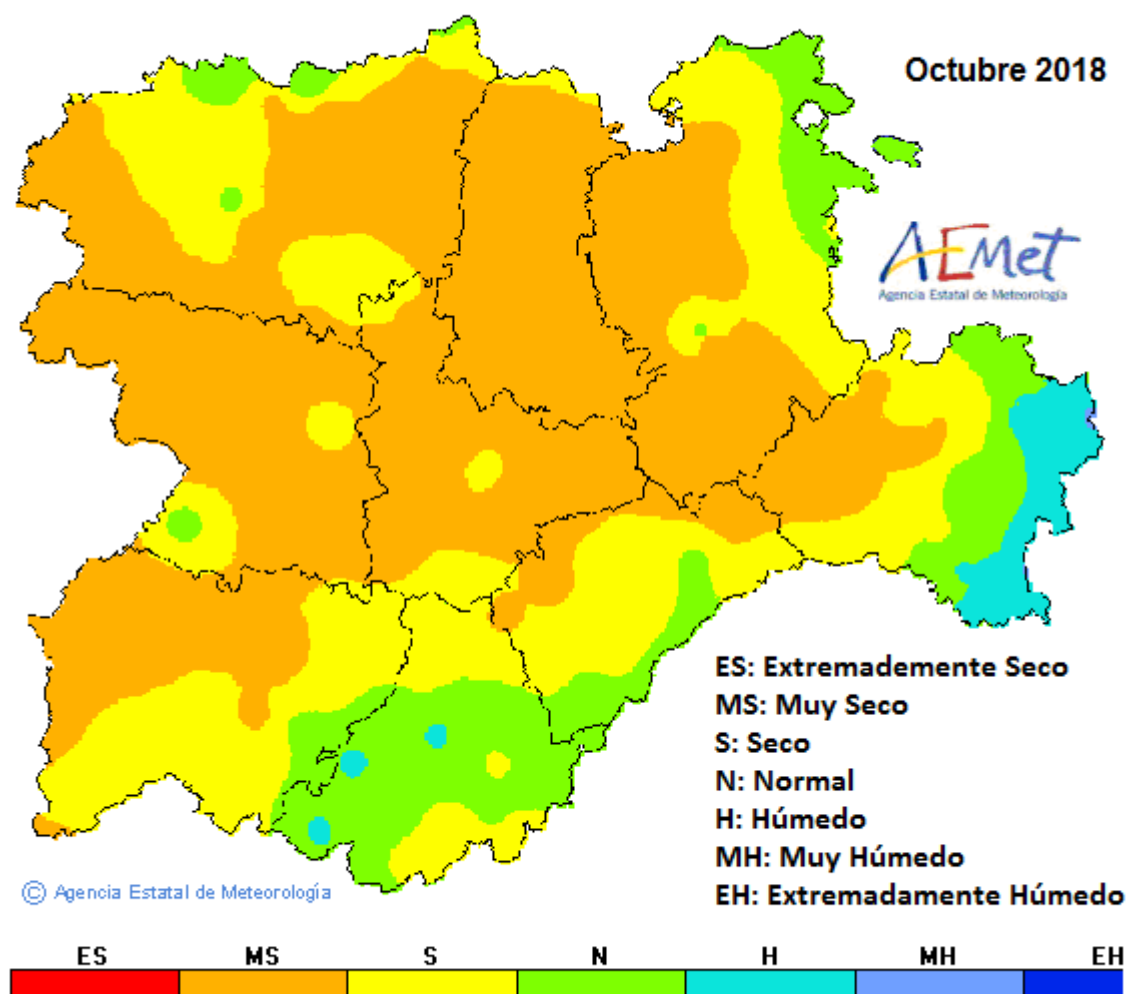 Octubre 2018
AEMet
Agencia Estatal de Meteorología
ES: Extremademente Seco
MS: Muy Seco
S: Seco
N: Normal
H: Húmedo
MH: Muy Húmedo
EH: Extremadamente Húmedo
© Agencia Estatal de Meteorología
ES MS S N H MH EH